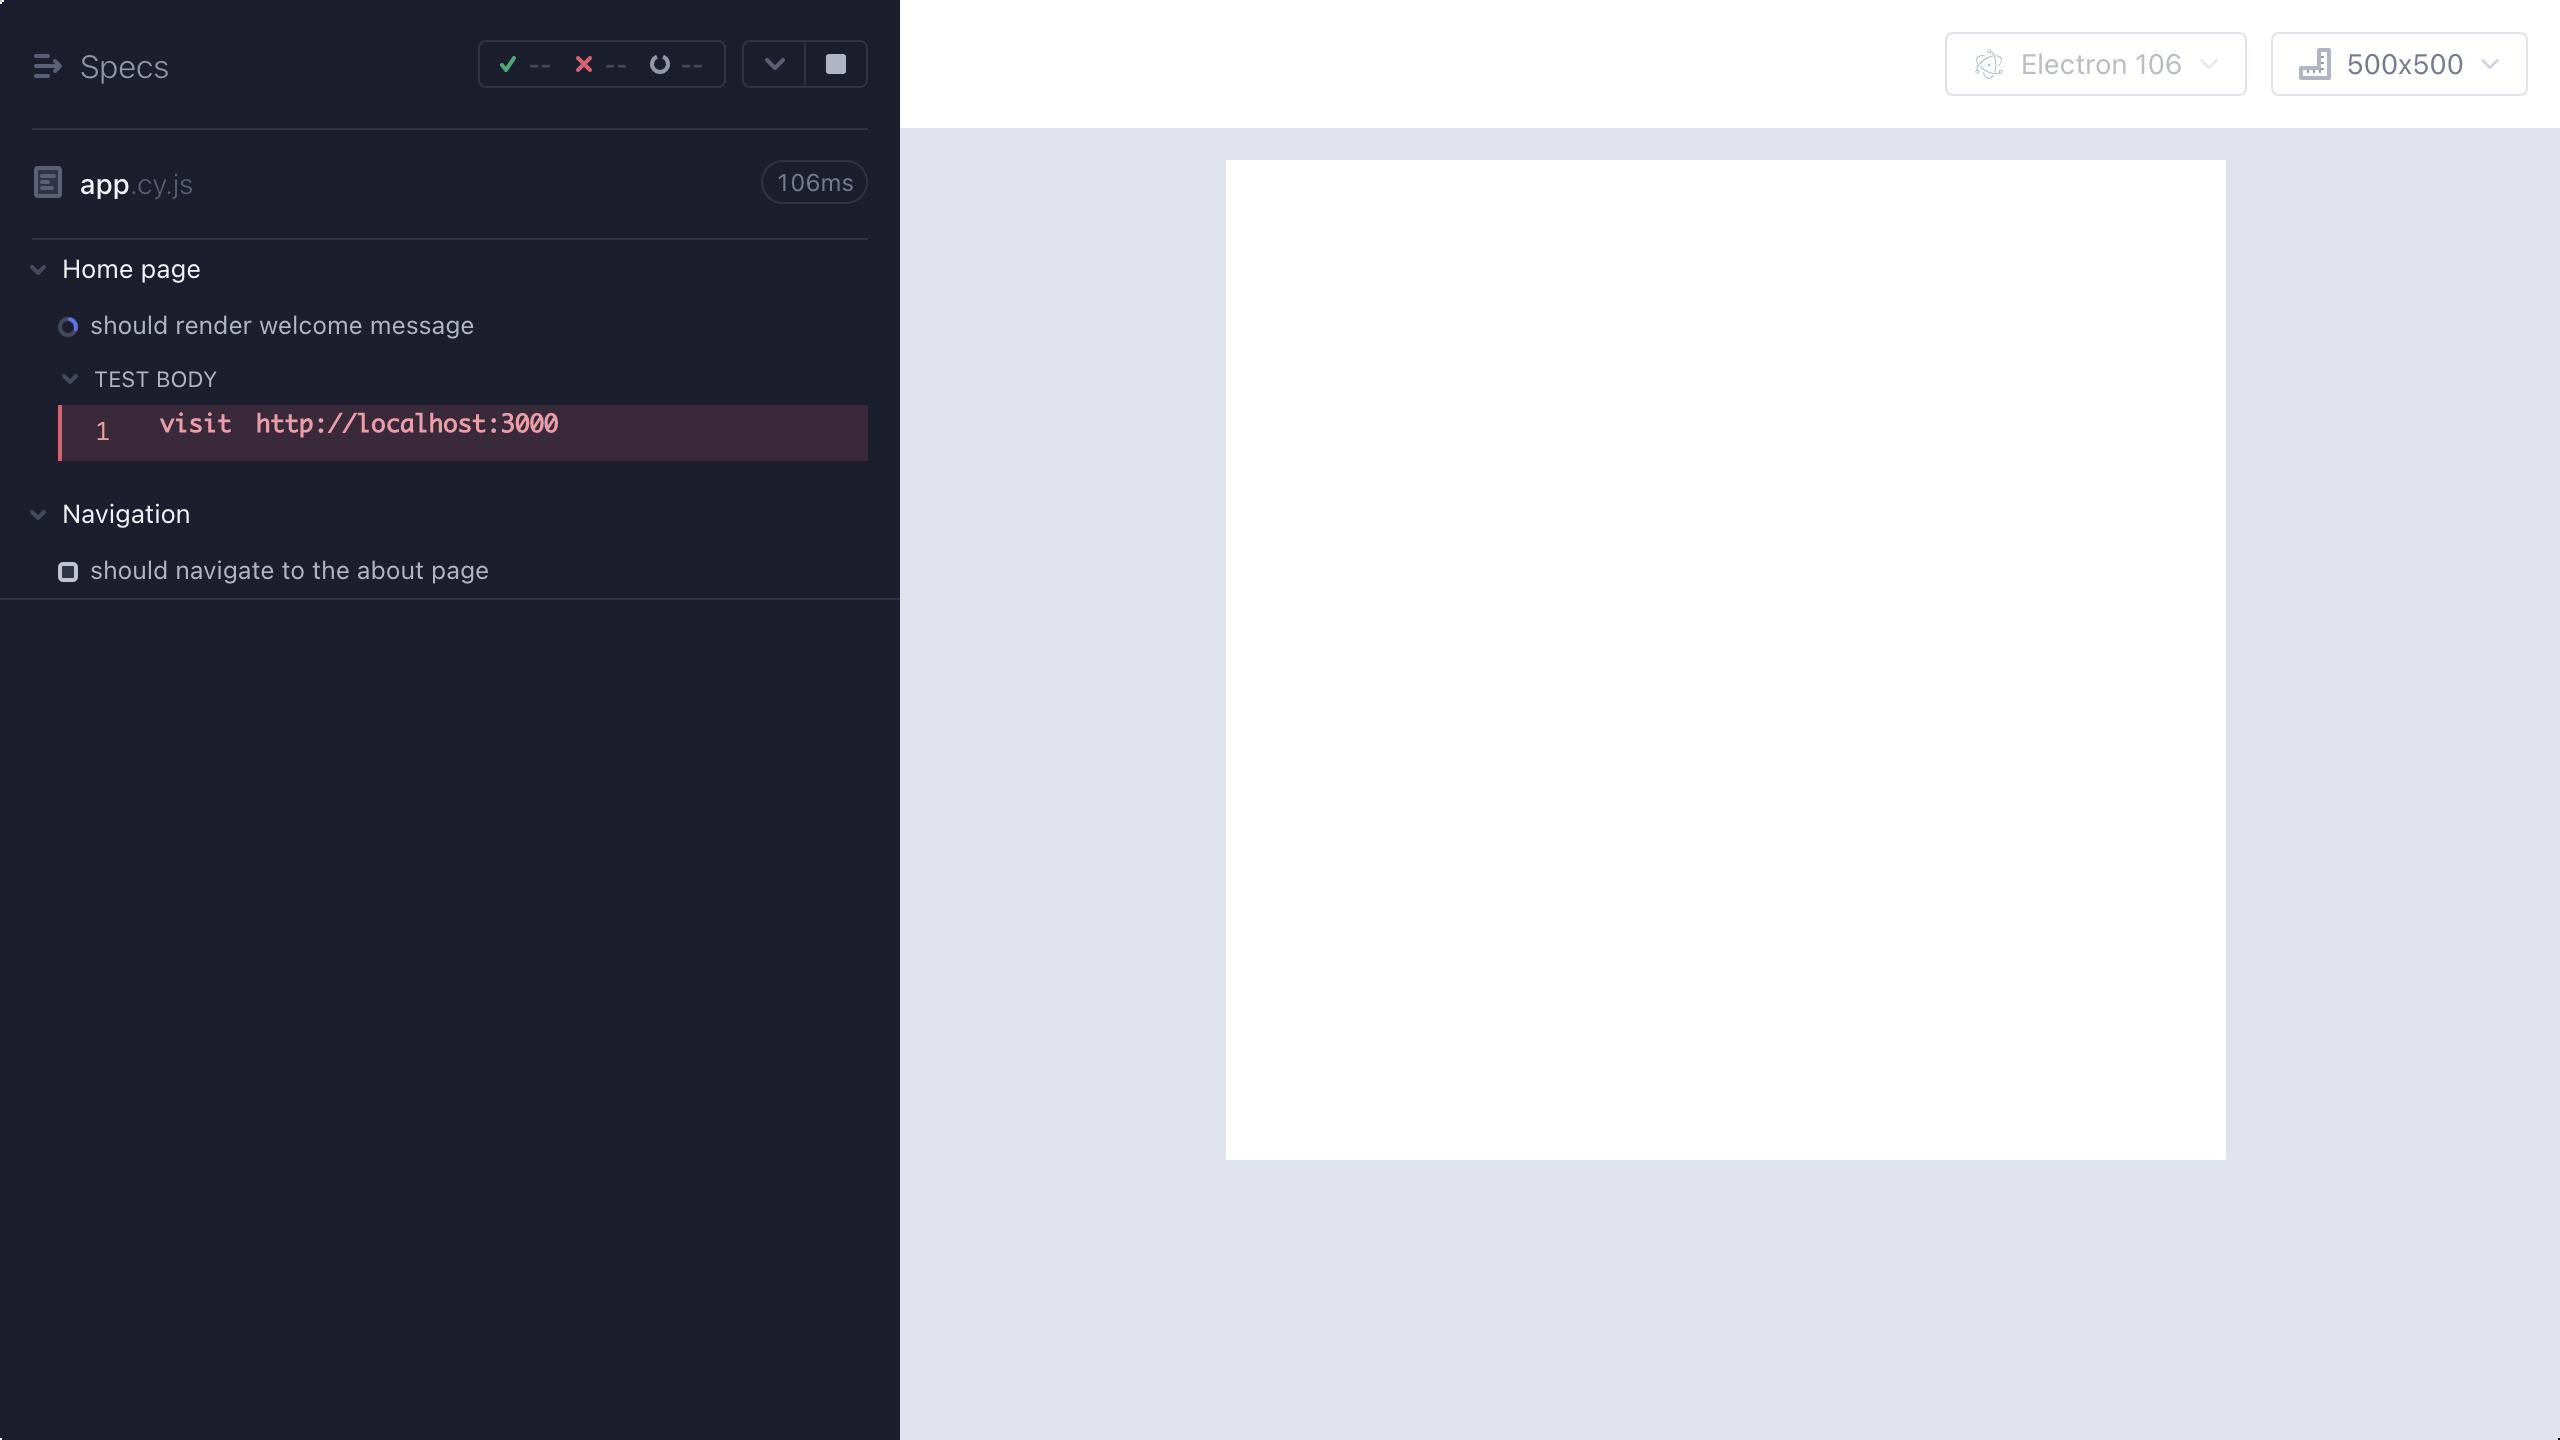 Specs
-- -- --
Electron 106
500x500
app.cy.js
106ms
Home page
should render welcome message
TEST BODY
1 visit http://localhost:3000
Navigation
should navigate to the about page